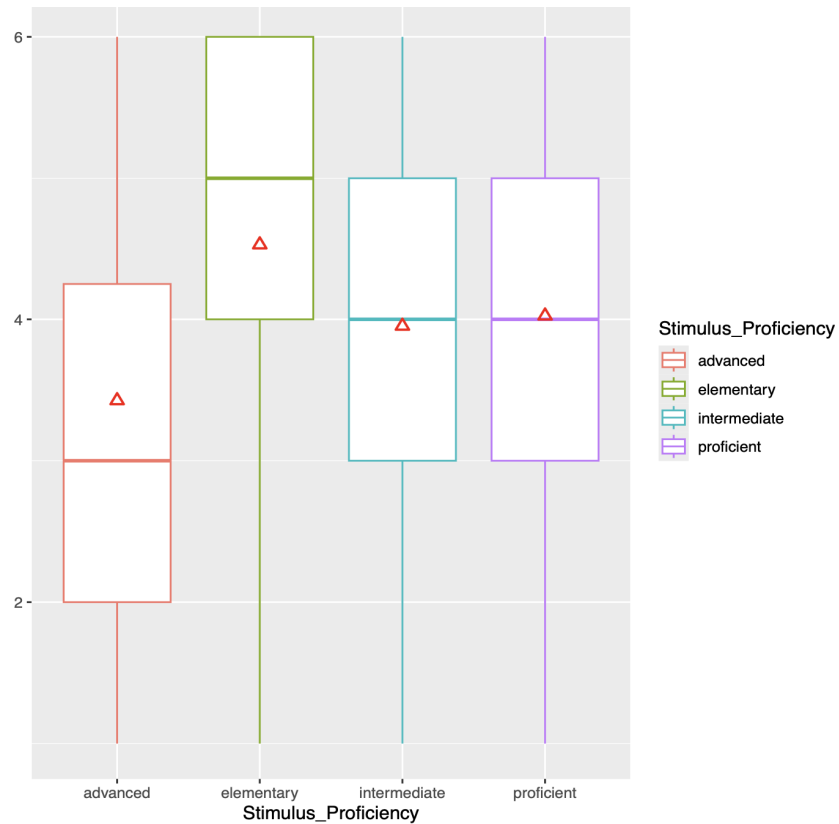 6
4
2
advanced
elementary
intermediate
proficient
Stimulus_Proficiency
Stimulus_Proficiency
advanced
elementary
intermediate
proficient